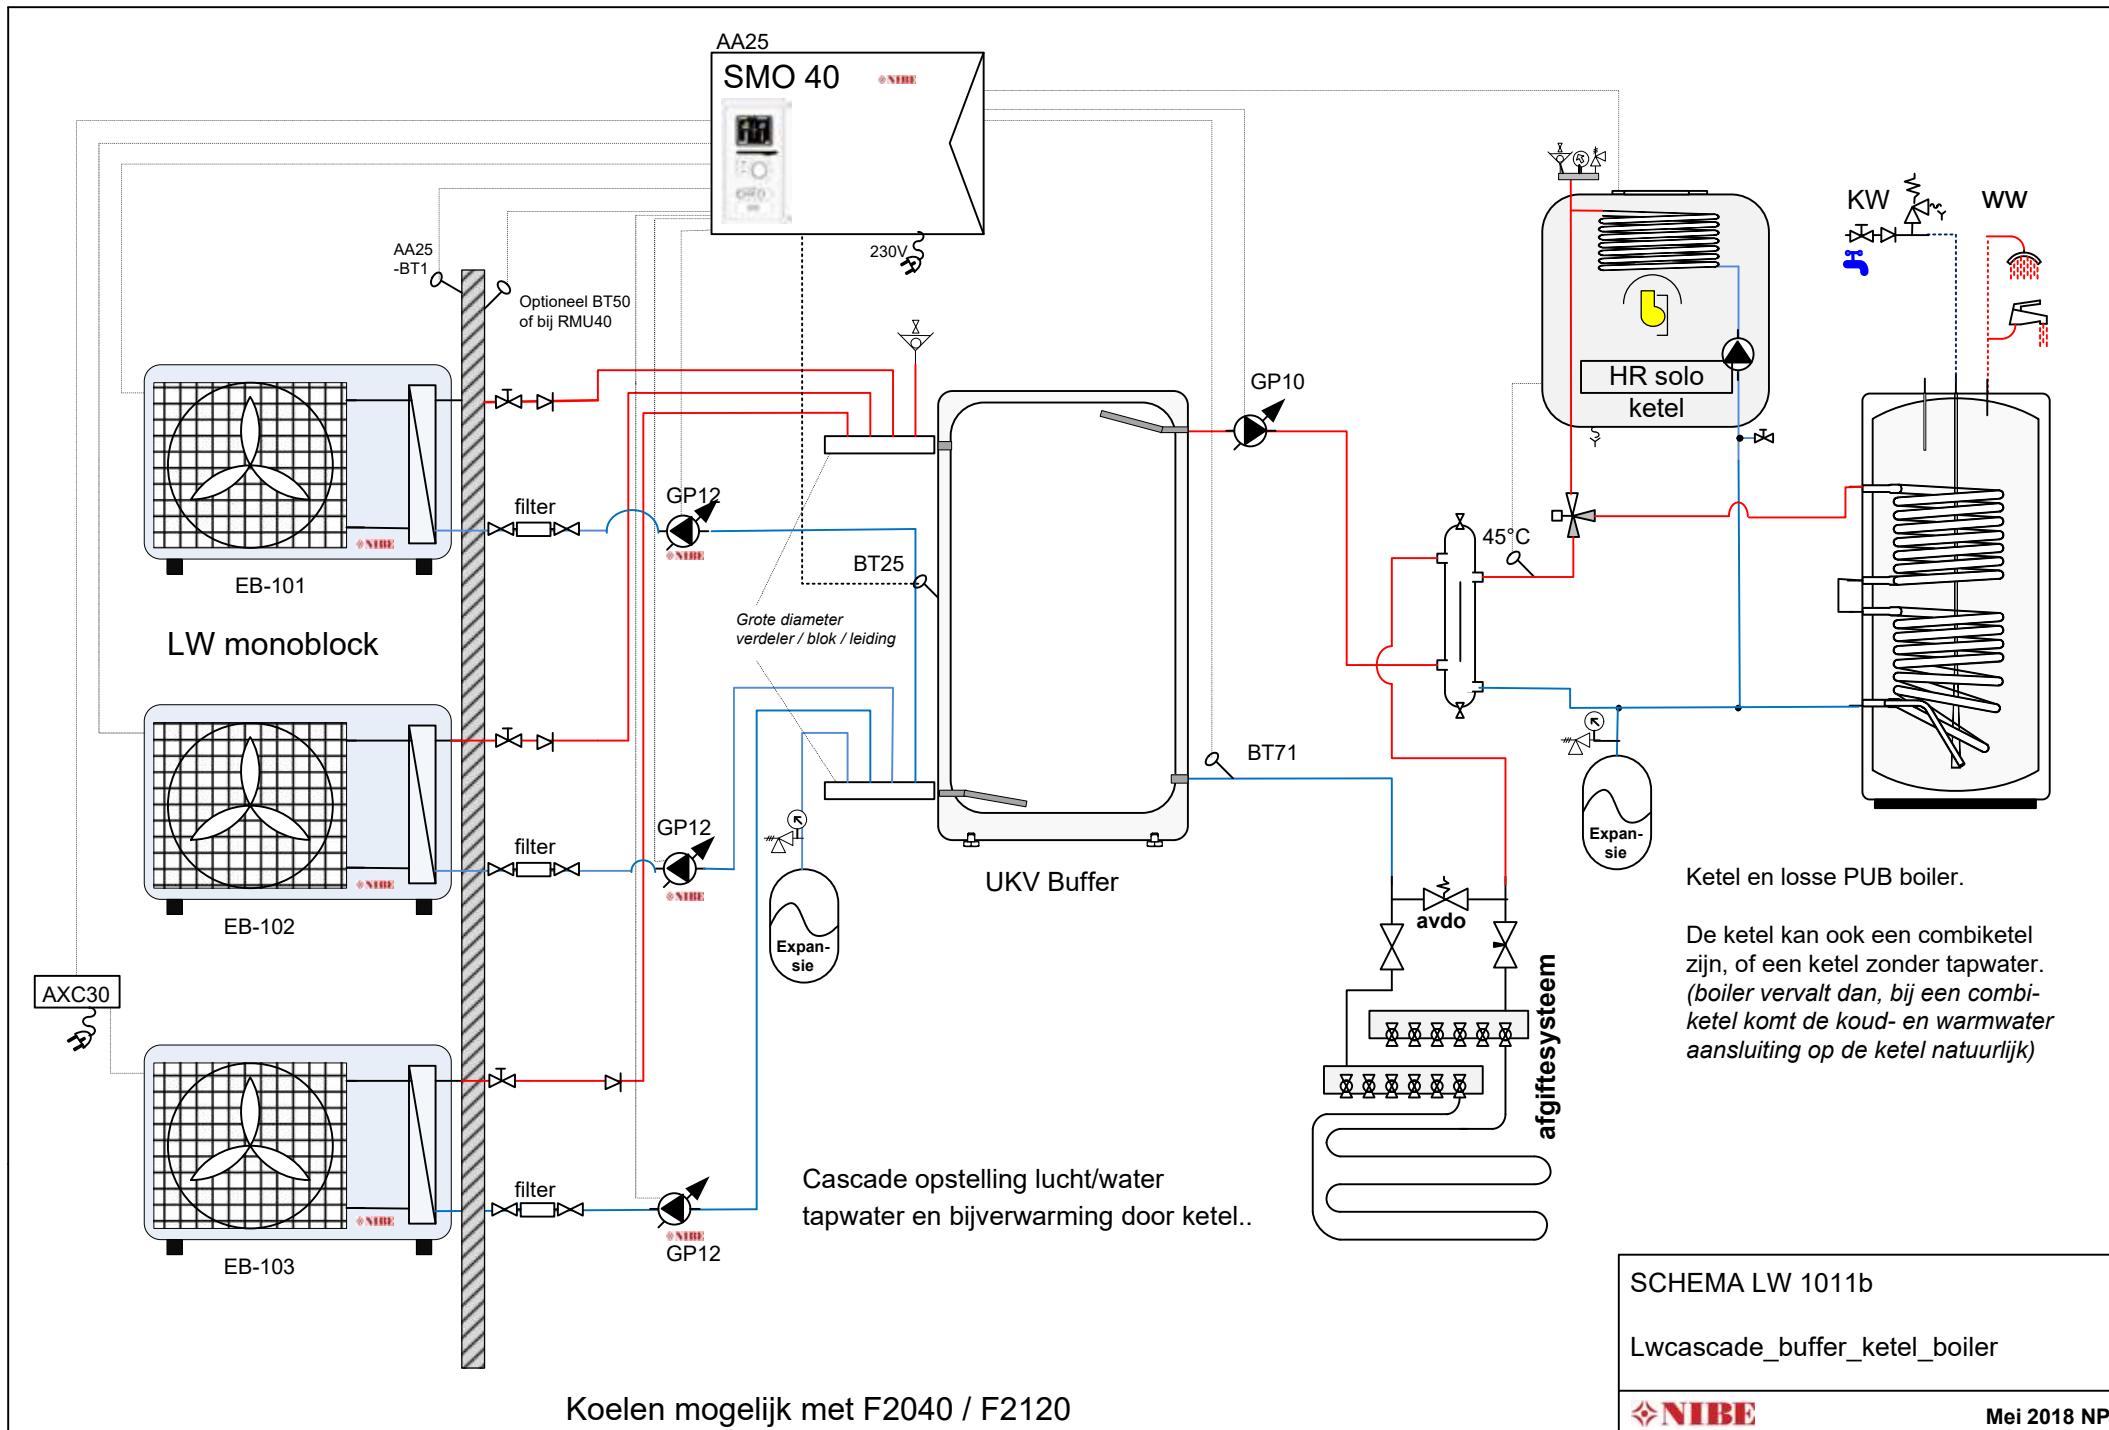 AA25
SMO 40
NIBE
230V
AA25
-BT1
Optioneel BT50
of bij RMU40
KW
WW
HR solo
ketel
GP10
filter
GP12
NIBE
NIBE
EB-101
LW monoblock
BT25
45°C
Grote diameter
verdeler / blok / leiding
BT71
filter
GP12
NIBE
NIBE
EB-102
UKV Buffer
Expan-
sie
Expan-
sie
avdo
Ketel en losse PUB boiler.
De ketel kan ook een combiketel
zijn, of een ketel zonder tapwater.
(boiler vervalt dan, bij een combi-
ketel komt de koud- en warmwater
aansluiting op de ketel natuurlijk)
afgiftesysteem
AXC30
filter
NIBE
NIBE
GP12
EB-103
Cascade opstelling lucht/water
tapwater en bijverwarming door ketel..
SCHEMA LW 1011b
Lwcascade_buffer_ketel_boiler
NIBE
Mei 2018 NP
Koelen mogelijk met F2040 / F2120